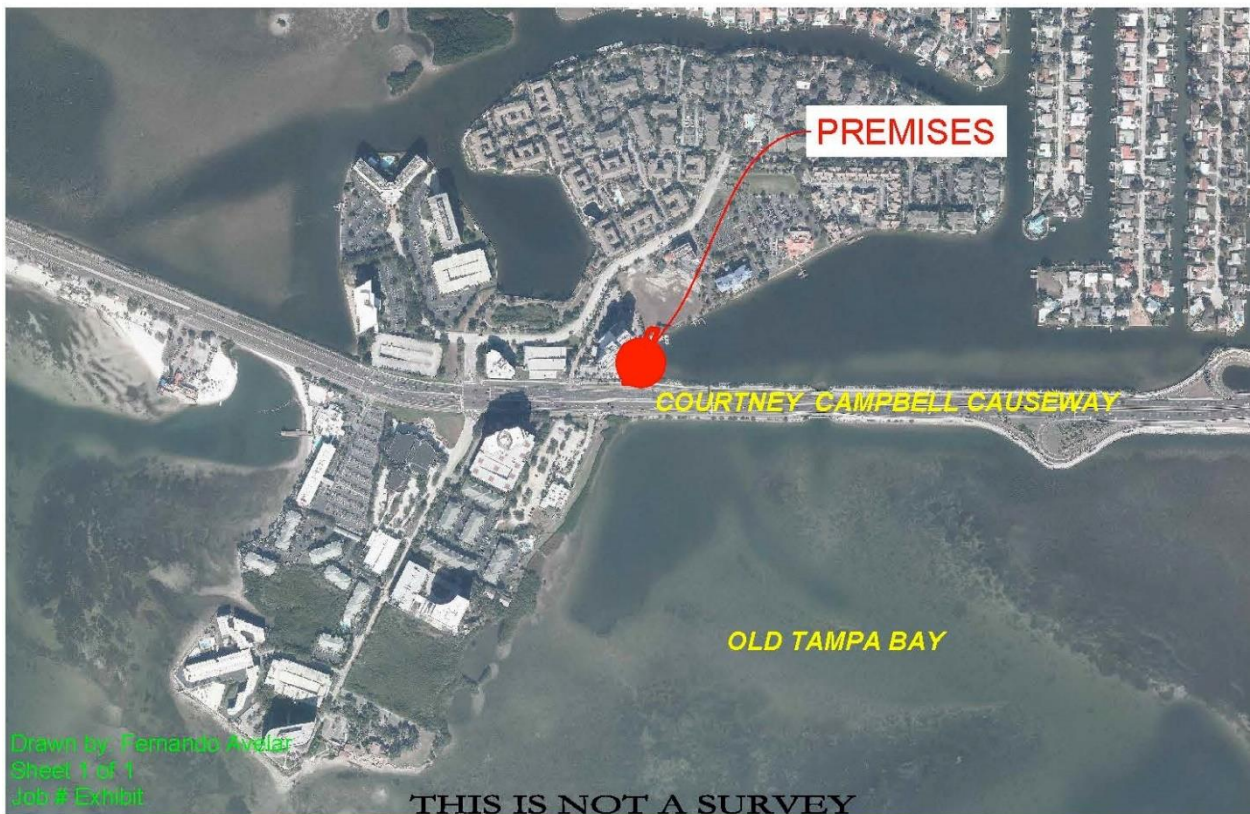 PREMISES
COURTNEY CAMPBELL CAUSEWAY
OLD TAMPA BAY
Drawn by: Fernando Avelar
Sheet 1 of 1
Job # Exhibit
THIS IS NOT A SURVEY